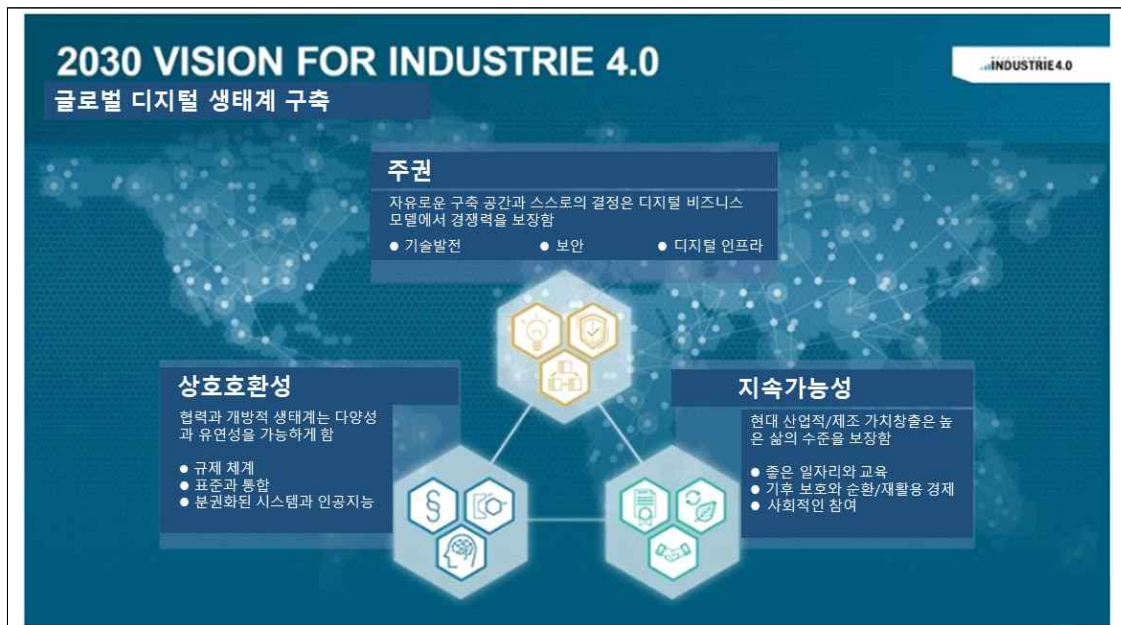 2030 VISION FOR INDUSTRIE 4.0
글로벌 디지털 생태계 구축
INDUSTRIE4.0
주권
자유로운 구축 공간과 스스로의 결정은 디지털 비즈니스
모델에서 경쟁력을 보장함
● 기술발전 ● 보안 ● 디지털 인프라
상호호환성
협력과 개방적 생태계는 다양성
과 유연성을 가능하게 함
● 규제 체계
● 표준과 통합
● 분권화된 시스템과 인공지능
지속가능성
현대 산업적/제조 가치창출은 높
은 삶의 수준을 보장함
● 좋은 일자리와 교육
● 기후 보호와 순환/재활용 경제
● 사회적인 참여
§